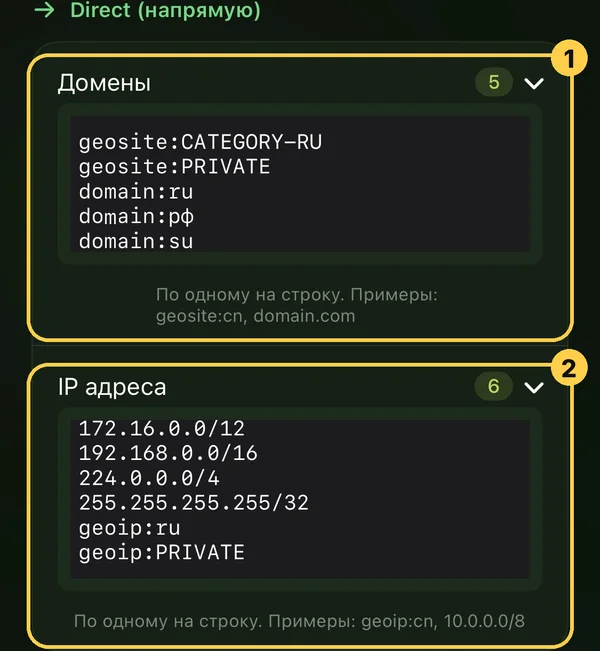 → Direct (напрямую)
1
Домены 5
geosite:CATEGORY-RU
geosite:PRIVATE
domain:ru
domain:рф
domain:su
По одному на строку. Примеры:
geosite:cn, domain.com
2
IP адреса 6
172.16.0.0/12
192.168.0.0/16
224.0.0.0/4
255.255.255.255/32
geoip:ru
geoip:PRIVATE
По одному на строку. Примеры: geoip:cn, 10.0.0.0/8